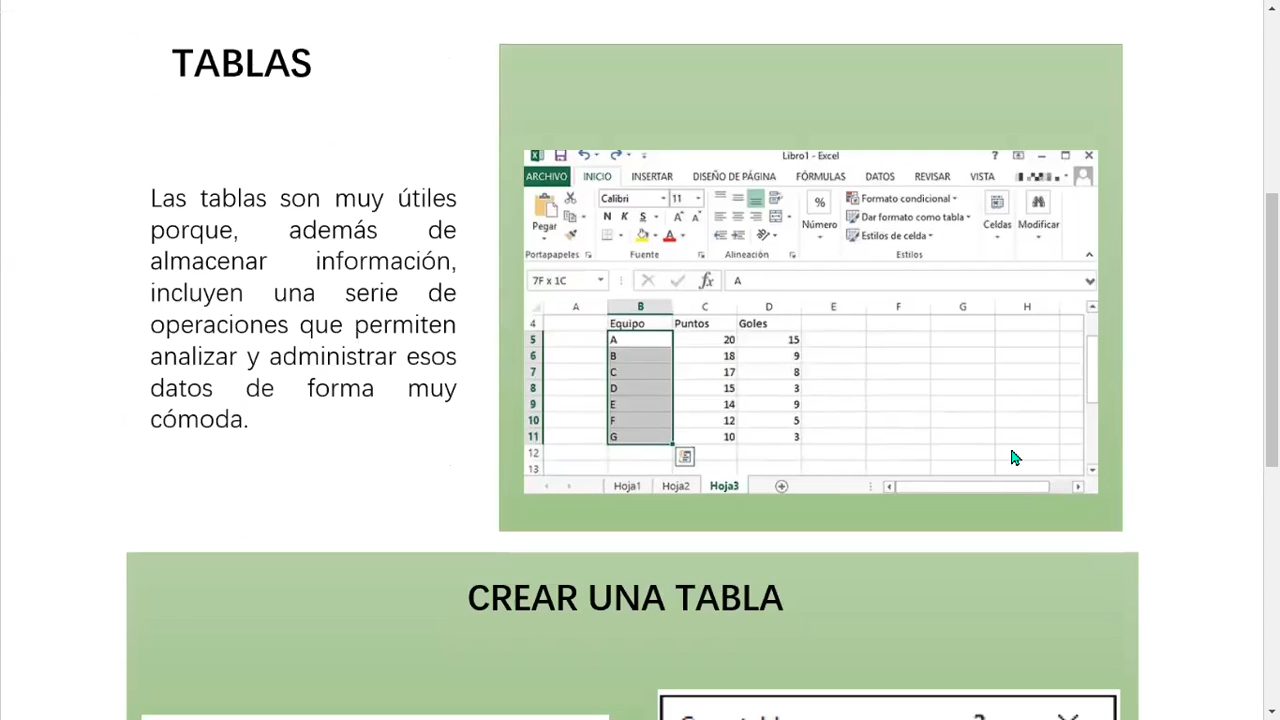 TABLAS
Las tablas son muy útiles
porque, además de
almacenar información,
incluyen una serie de
operaciones que permiten
analizar y administrar esos
datos de forma muy
cómoda.
Libro1 - Excel
ARCHIVO INICIO INSERTAR DISEÑO DE PÁGINA FÓRMULAS DATOS REVISAR VISTA
Calibri 11
Pegar
N K S
%
Número
Formato condicional
Dar formato como tabla
Estilos de celda
Celdas Modificar
Portapapeles Fuente Alineación Estilos
7F x 1C fx A
A B C D E F G H
4 Equipo Puntos Goles
5 A 20 15
6 B 18 9
7 C 17 8
8 D 15 3
9 E 14 9
10 F 12 5
11 G 10 3
12
13
Hoja1 Hoja2 Hoja3
CREAR UNA TABLA